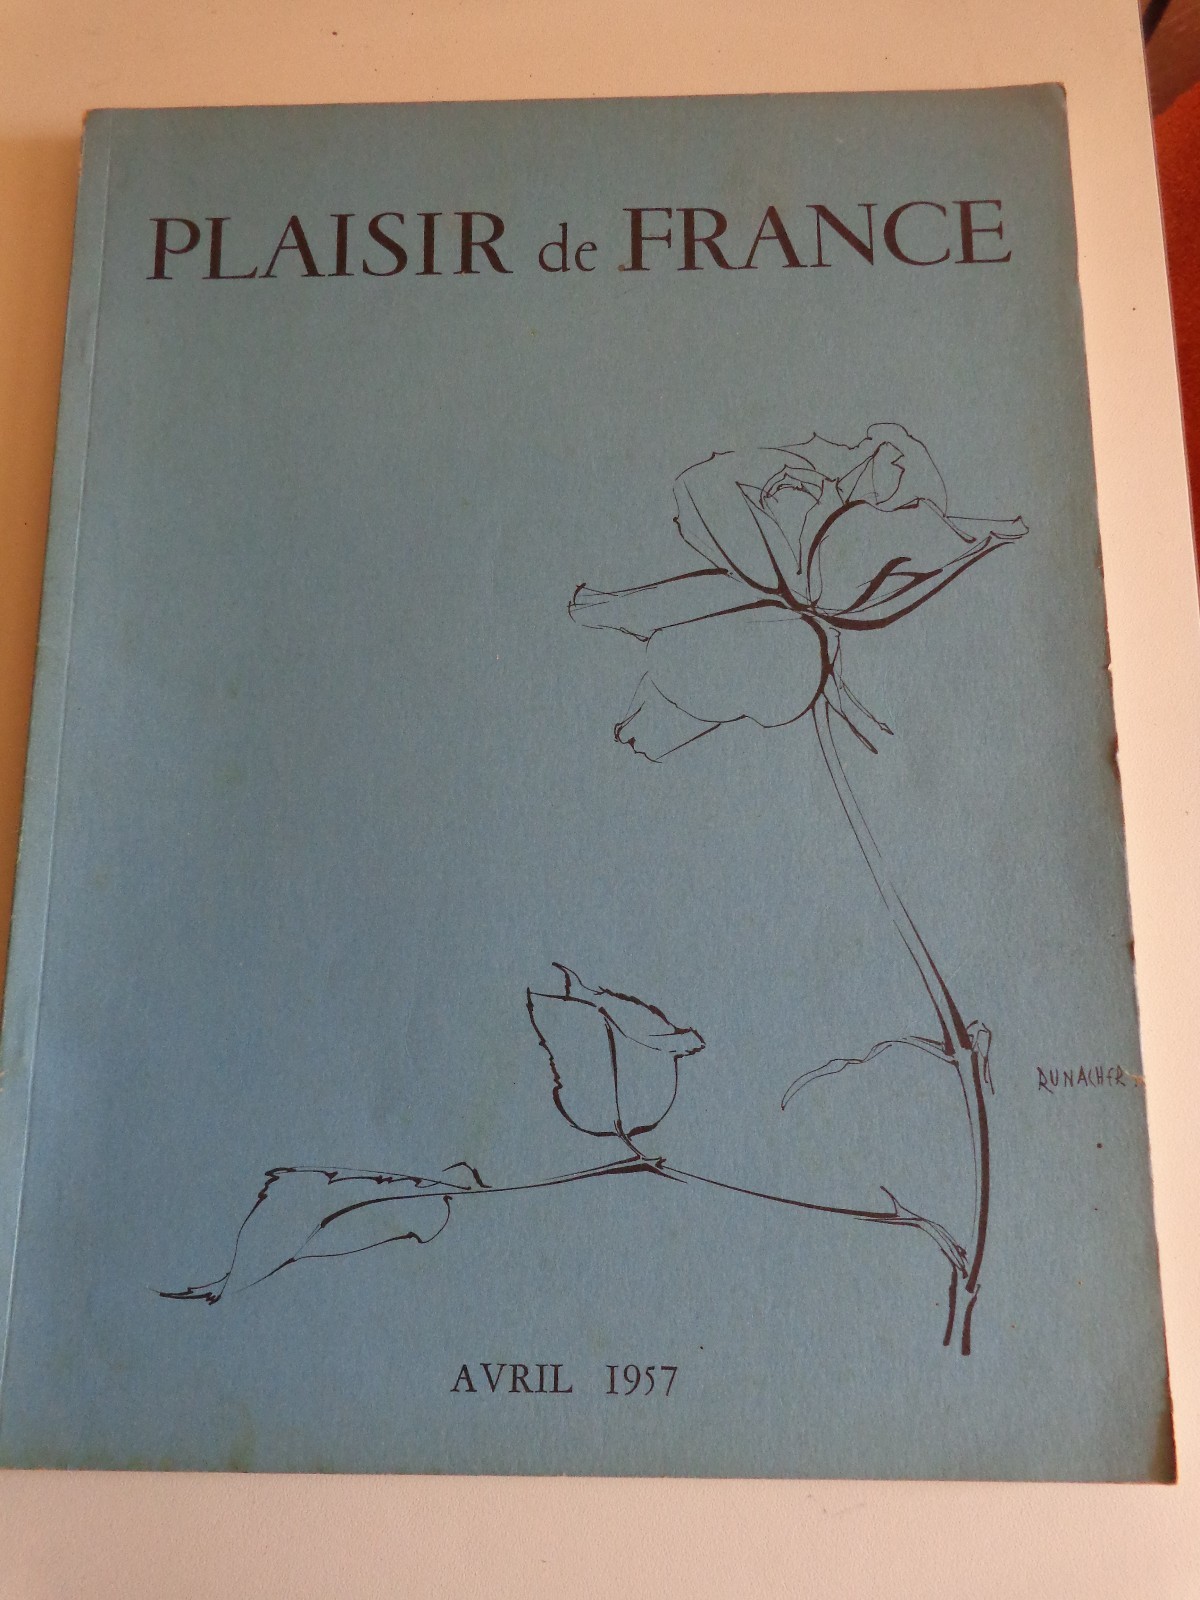 PLAISIR de FRANCE
RUNACHER.
AVRIL 1957